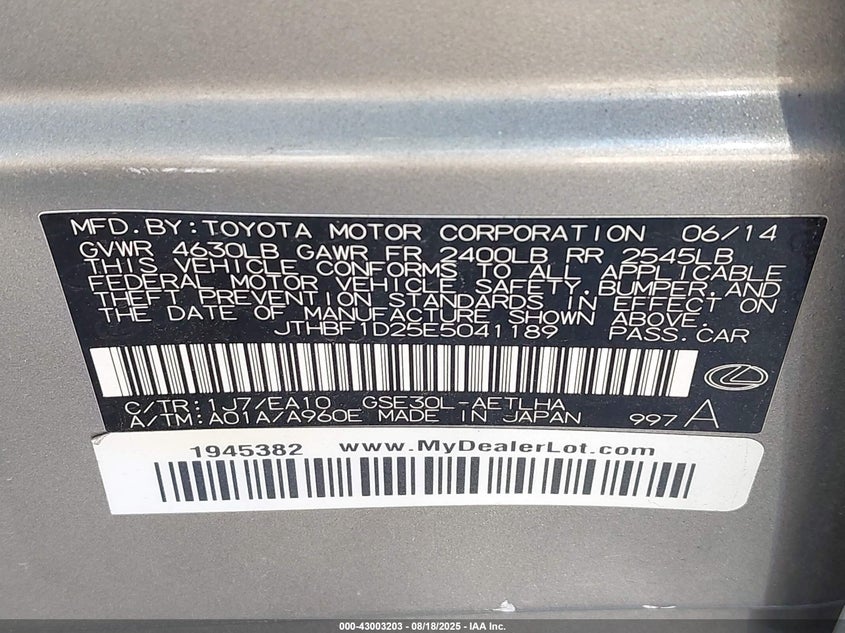 MFD.BY:TOYOTA MOTOR CORPORATION 06/14
GVWR 4630LB GAWR FR 2400LB RR 2545LB
THIS VEHICLE CONFORMS TO ALL APPLICABLE
FEDERAL MOTOR VEHICLE SAFETY,BUMPER,AND
THEFT PREVENTION STANDARDS IN EFFECT ON
THE DATE OF MANUFACTURE SHOWN ABOVE.
JTHBF1D25E5041189 PASS.CAR
C/TR:1J7/EA10 GSE30L-AETLHA
A/TM:A01A/A960E MADE IN JAPAN 997 A
1945382 www.MyDealerLot.com
000-43003203 - 08/18/2025 - IAA Inc.